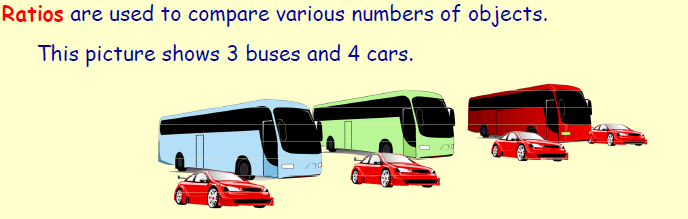 Ratios are used to compare various numbers of objects.
This picture shows 3 buses and 4 cars.